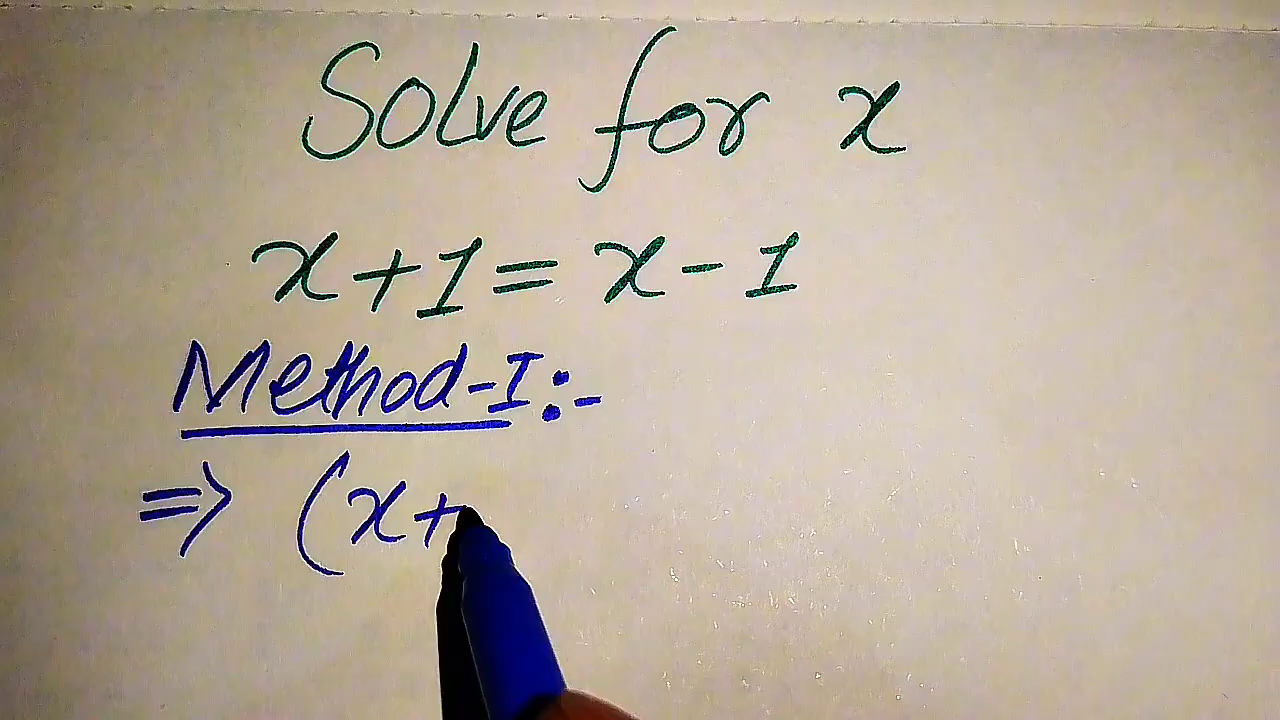 Solve for x
x+1=x-1
Method-I:-
⇒ (x+